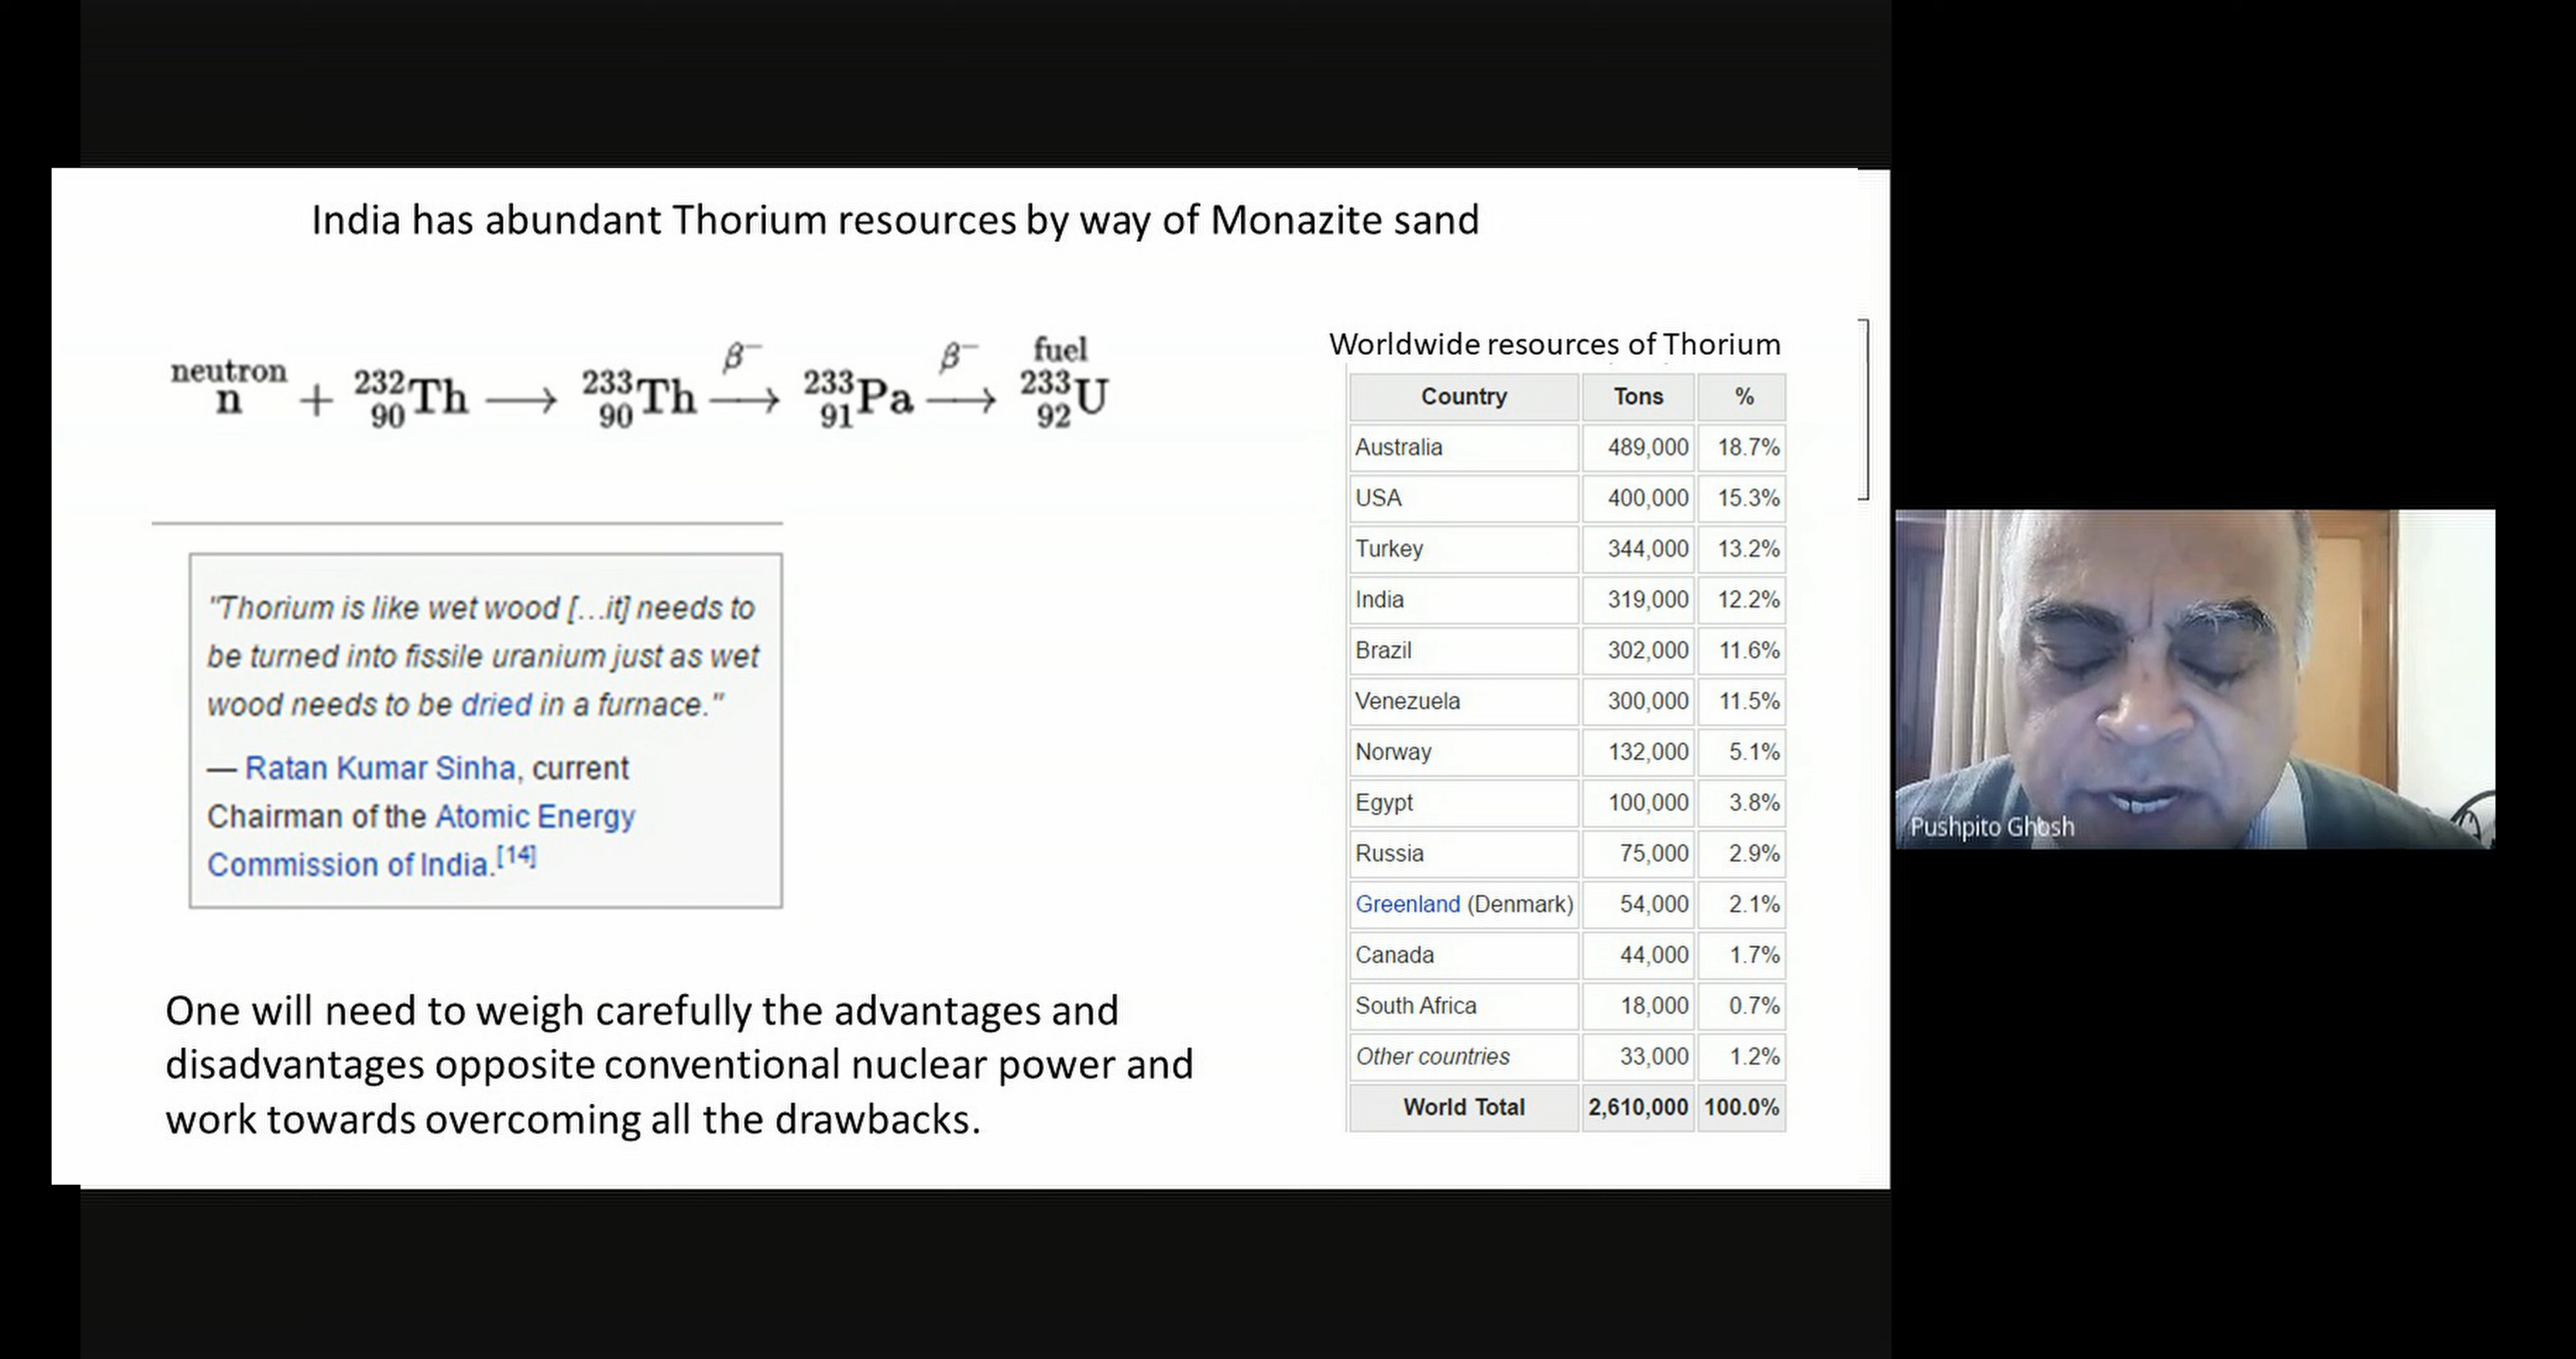 India has abundant Thorium resources by way of Monazite sand
neutron β− β− fuel
n + 232 90 Th ⟶ 233 90 Th ⟶ 233 91 Pa ⟶ 233 92 U
"Thorium is like wet wood [...it] needs to
be turned into fissile uranium just as wet
wood needs to be dried in a furnace."
— Ratan Kumar Sinha, current
Chairman of the Atomic Energy
Commission of India.[14]
One will need to weigh carefully the advantages and
disadvantages opposite conventional nuclear power and
work towards overcoming all the drawbacks.
Worldwide resources of Thorium
Country Tons %
Australia 489,000 18.7%
USA 400,000 15.3%
Turkey 344,000 13.2%
India 319,000 12.2%
Brazil 302,000 11.6%
Venezuela 300,000 11.5%
Norway 132,000 5.1%
Egypt 100,000 3.8%
Russia 75,000 2.9%
Greenland (Denmark) 54,000 2.1%
Canada 44,000 1.7%
South Africa 18,000 0.7%
Other countries 33,000 1.2%
World Total 2,610,000 100.0%
Pushpito Ghosh